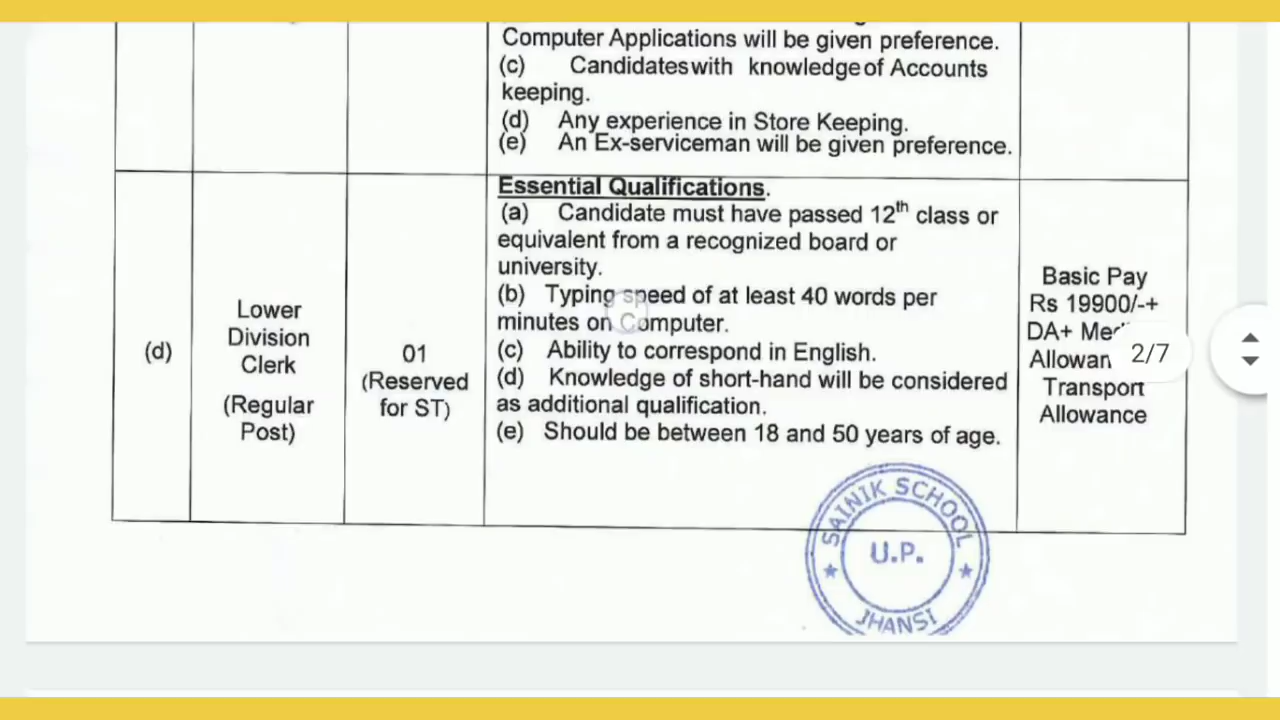 Computer Applications will be given preference.
(c) Candidates with knowledge of Accounts
keeping.
(d) Any experience in Store Keeping.
(e) An Ex-serviceman will be given preference.
(d)
Lower
Division
Clerk
(Regular
Post)
01
(Reserved
for ST)
Essential Qualifications.
(a) Candidate must have passed 12th class or
equivalent from a recognized board or
university.
(b) Typing speed of at least 40 words per
minutes on Computer.
(c) Ability to correspond in English.
(d) Knowledge of short-hand will be considered
as additional qualification.
(e) Should be between 18 and 50 years of age.
Basic Pay
Rs 19900/-+
DA+
Transport
Allowance
2/7
SAINIK SCHOOL
U.P.
JHANSI